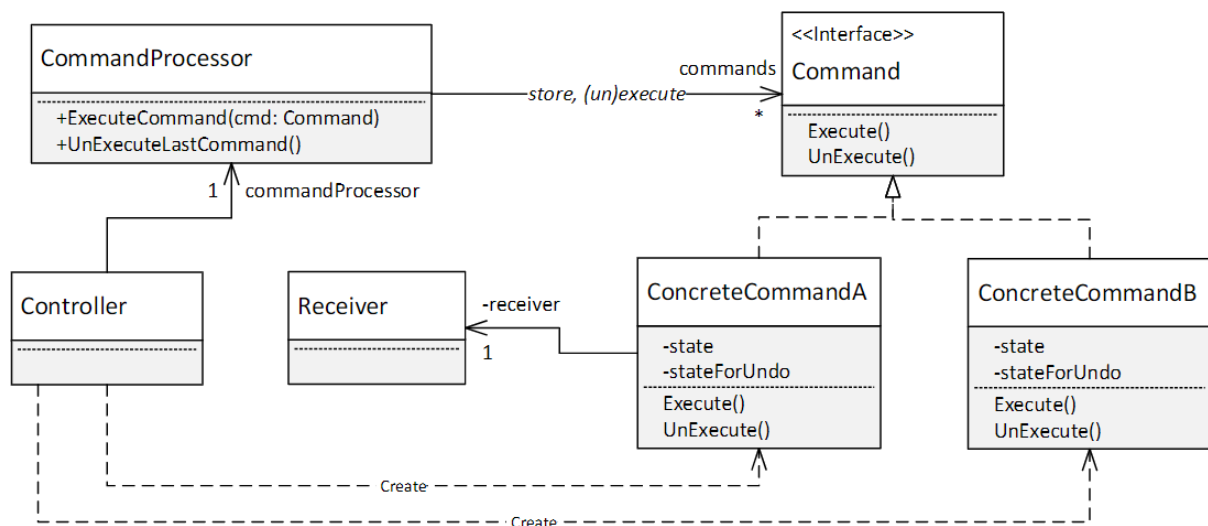 CommandProcessor
+ExecuteCommand(cmd: Command)
+UnExecuteLastCommand()
store, (un)execute
commands
*
<<Interface>>
Command
Execute()
UnExecute()
1
commandProcessor
Controller
Receiver
-receiver
1
ConcreteCommandA
-state
-stateForUndo
Execute()
UnExecute()
ConcreteCommandB
-state
-stateForUndo
Execute()
UnExecute()
Create
Create